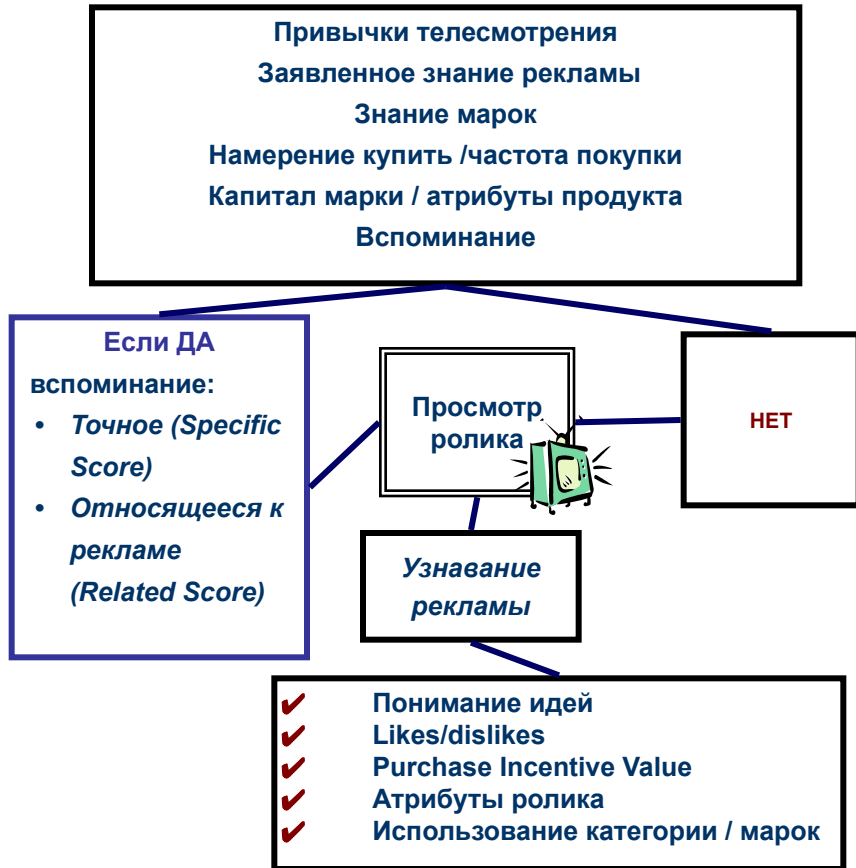 Привычки телесмотрения
Заявленное знание рекламы
Знание марок
Намерение купить /частота покупки
Капитал марки / атрибуты продукта
Вспоминание
Если ДА
вспоминание:
• Точное (Specific
Score)
• Относящееся к
рекламе
(Related Score)
Просмотр
ролика
НЕТ
Узнавание
рекламы
✔ Понимание идей
✔ Likes/dislikes
✔ Purchase Incentive Value
✔ Атрибуты ролика
✔ Использование категории / марок